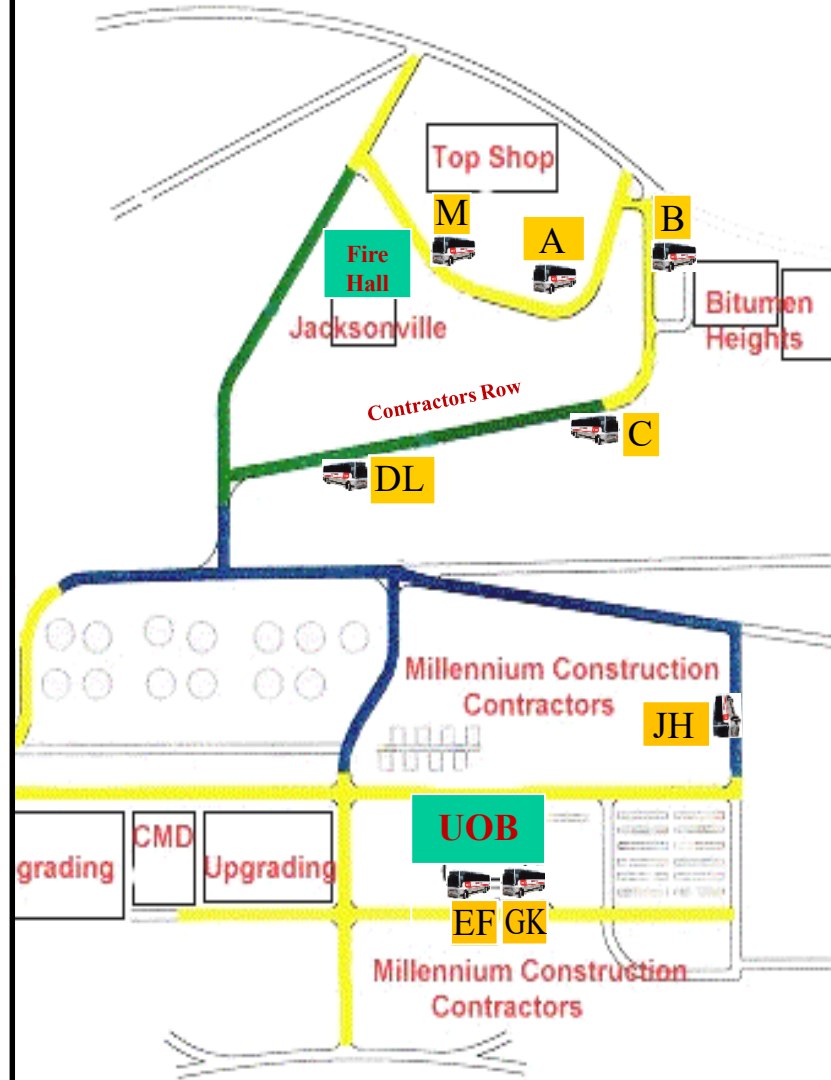 Top Shop
M
A
B
Fire
Hall
Jacksonville
Bitumen
Heights
Contractors Row
C
DL
Millennium Construction
Contractors
JH
UOB
grading
CMD
Upgrading
EF
GK
Millennium Construction
Contractors